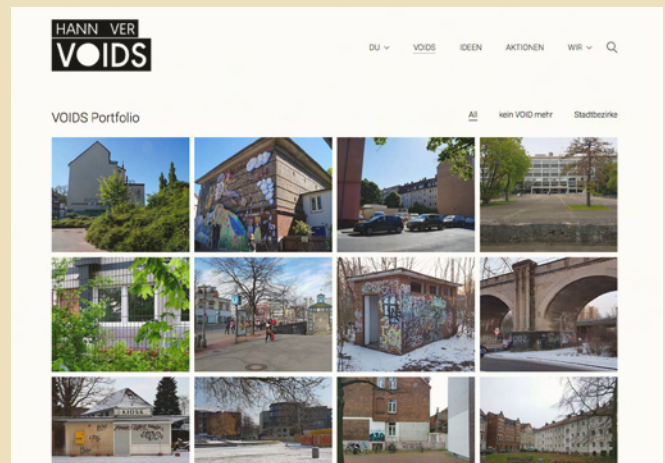 HANN VER
VOIDS
DU
VOIDS
IDEEN
AKTIONEN
WIR
VOIDS Portfolio
All
kein VOID mehr
Stadtbezirke
KIOSK